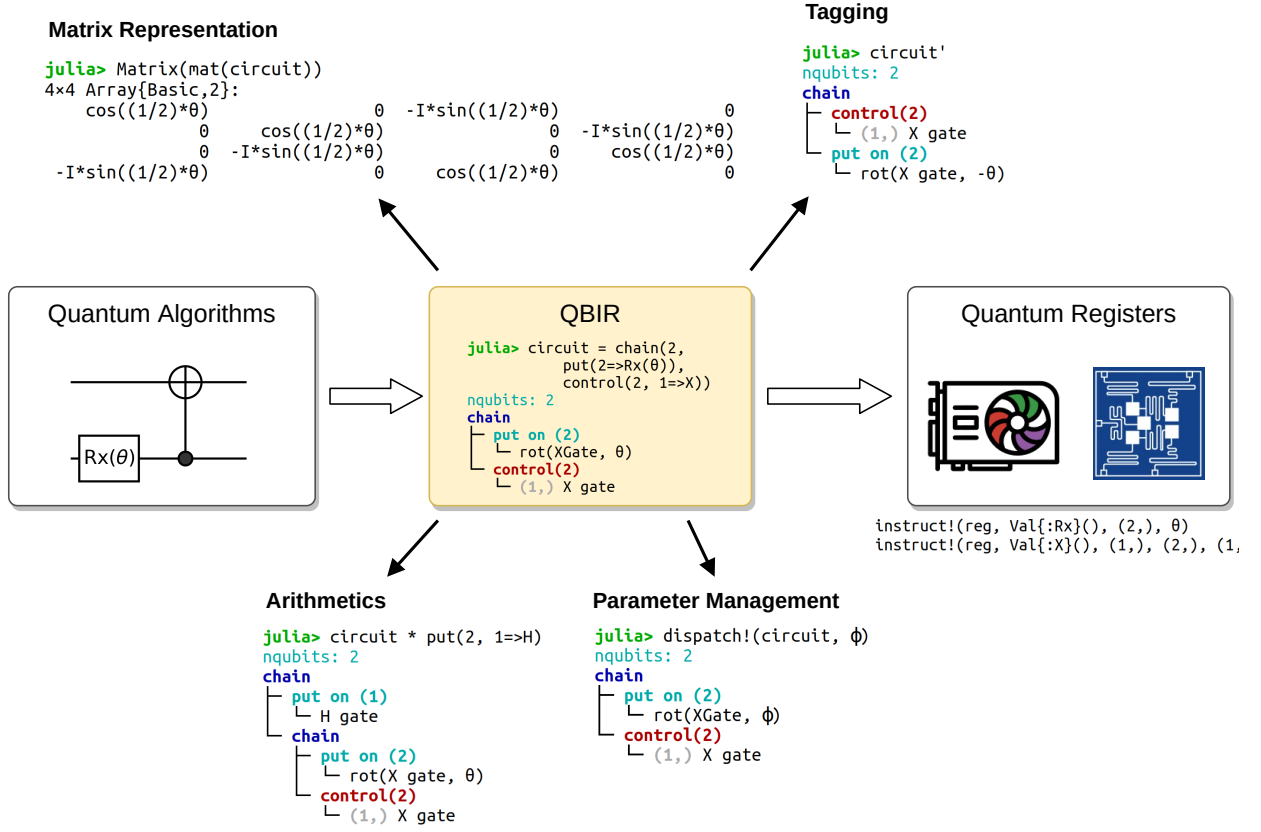 Matrix Representation
julia> Matrix(mat(circuit))
4×4 Array{Basic,2}:
cos((1/2)*θ) 0 -I*sin((1/2)*θ) 0
0 cos((1/2)*θ) 0 -I*sin((1/2)*θ)
0 -I*sin((1/2)*θ) 0 cos((1/2)*θ)
-I*sin((1/2)*θ) 0 cos((1/2)*θ) 0
Tagging
julia> circuit'
nqubits: 2
chain
├─ control(2)
│  └─ (1,) X gate
└─ put on (2)
   └─ rot(X gate, -θ)
Quantum Algorithms
Rx(θ)
QBIR
julia> circuit = chain(2,
put(2=>Rx(θ)),
control(2, 1=>X))
nqubits: 2
chain
├─ put on (2)
│  └─ rot(XGate, θ)
└─ control(2)
   └─ (1,) X gate
Quantum Registers
instruct!(reg, Val{:Rx}(), (2,), θ)
instruct!(reg, Val{:X}(), (1,), (2,), (1,
Arithmetics
julia> circuit * put(2, 1=>H)
nqubits: 2
chain
├─ put on (1)
│  └─ H gate
└─ chain
   ├─ put on (2)
   │  └─ rot(X gate, θ)
   └─ control(2)
      └─ (1,) X gate
Parameter Management
julia> dispatch!(circuit, ϕ)
nqubits: 2
chain
├─ put on (2)
│  └─ rot(XGate, ϕ)
└─ control(2)
   └─ (1,) X gate